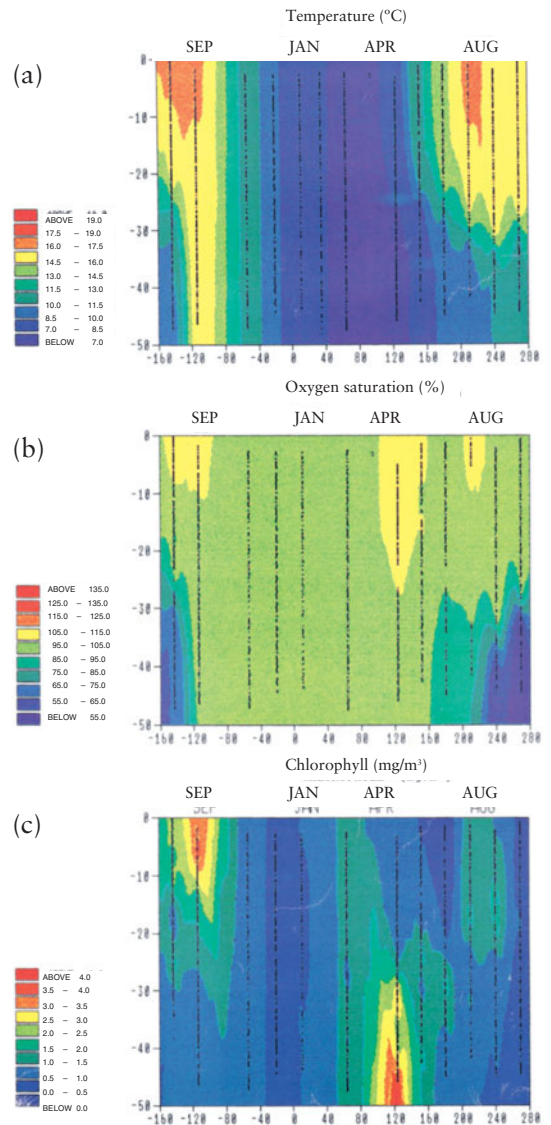 Temperature (°C)
SEP JAN APR AUG
(a)
0
-10
-20
-30
-40
-50
ABOVE 19.0
17.5 – 19.0
16.0 – 17.5
14.5 – 16.0
13.0 – 14.5
11.5 – 13.0
10.0 – 11.5
8.5 – 10.0
7.0 – 8.5
BELOW 7.0
-160 -120 -80 -40 0 40 80 120 160 200 240 280
Oxygen saturation (%)
SEP JAN APR AUG
(b)
0
-10
-20
-30
-40
-50
ABOVE 135.0
125.0 – 135.0
115.0 – 125.0
105.0 – 115.0
95.0 – 105.0
85.0 – 95.0
75.0 – 85.0
65.0 – 75.0
55.0 – 65.0
BELOW 55.0
-160 -120 -80 -40 0 40 80 120 160 200 240 280
Chlorophyll (mg/m³)
SEP JAN APR AUG
SEP JAN APR AUG
(c)
0
-10
-20
-30
-40
-50
ABOVE 4.0
3.5 – 4.0
3.0 – 3.5
2.5 – 3.0
2.0 – 2.5
1.5 – 2.0
1.0 – 1.5
0.5 – 1.0
0.0 – 0.5
BELOW 0.0
-160 -120 -80 -40 0 40 80 120 160 200 240 280